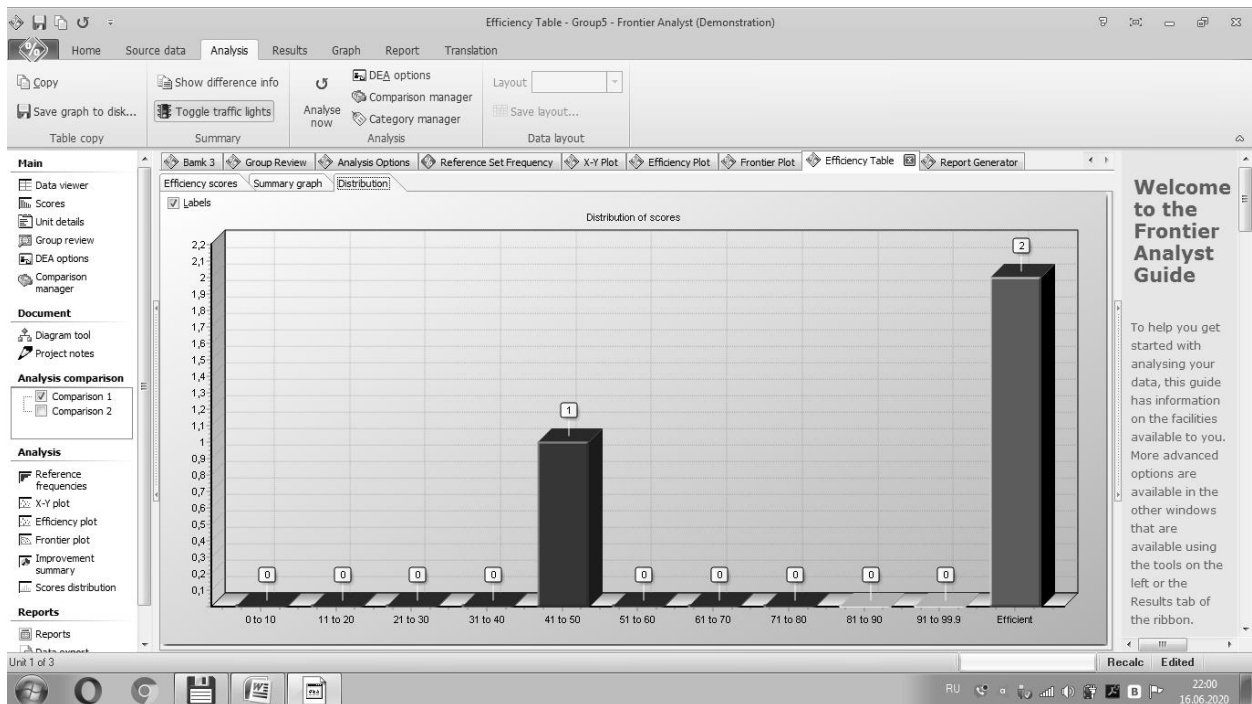 Efficiency Table - Group5 - Frontier Analyst (Demonstration)
Home Source data Analysis Results Graph Report Translation
Copy
Save graph to disk...
Table copy
Show difference info
Toggle traffic lights
Summary
Analyse
now
DEA options
Comparison manager
Category manager
Analysis
Layout
Save layout...
Data layout
Main
Data viewer
Scores
Unit details
Group review
DEA options
Comparison
manager
Document
Diagram tool
Project notes
Analysis comparison
Comparison 1
Comparison 2
Analysis
Reference
frequencies
X-Y plot
Efficiency plot
Frontier plot
Improvement
summary
Scores distribution
Reports
Reports
Data export
Bamk 3 Group Review Analysis Options Reference Set Frequency X-Y Plot Efficiency Plot Frontier Plot Efficiency Table Report Generator
Efficiency scores Summary graph Distribution
Labels
Distribution of scores
2,2
2,1
2
1,9
1,8
1,7
1,6
1,5
1,4
1,3
1,2
1,1
1
0,9
0,8
0,7
0,6
0,5
0,4
0,3
0,2
0,1
0 0 0 0 1 0 0 0 0 0 2
0 to 10 11 to 20 21 to 30 31 to 40 41 to 50 51 to 60 61 to 70 71 to 80 81 to 90 91 to 99.9 Efficient
Welcome
to the
Frontier
Analyst
Guide
To help you get
started with
analysing your
data, this guide
has information
on the facilities
available to you.
More advanced
options are
available in the
other windows
that are
available using
the tools on the
left or the
Results tab of
the ribbon.
Unit 1 of 3
Recalc Edited
RU
22:00
16.06.2020